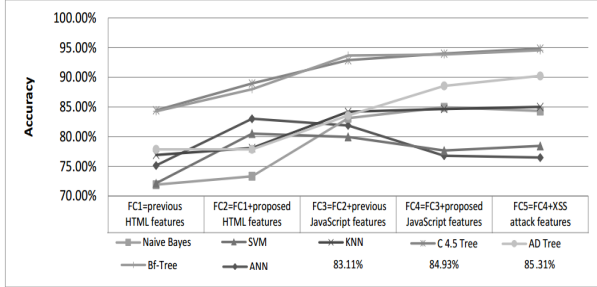 100.00%
95.00%
90.00%
85.00%
80.00%
75.00%
70.00%
Accuracy
FC1=previous HTML features
FC2=FC1+proposed HTML features
FC3=FC2+previous JavaScript features
FC4=FC3+proposed JavaScript features
FC5=FC4+XSS attack features
Naive Bayes SVM KNN C 4.5 Tree AD Tree
Bf-Tree ANN 83.11% 84.93% 85.31%